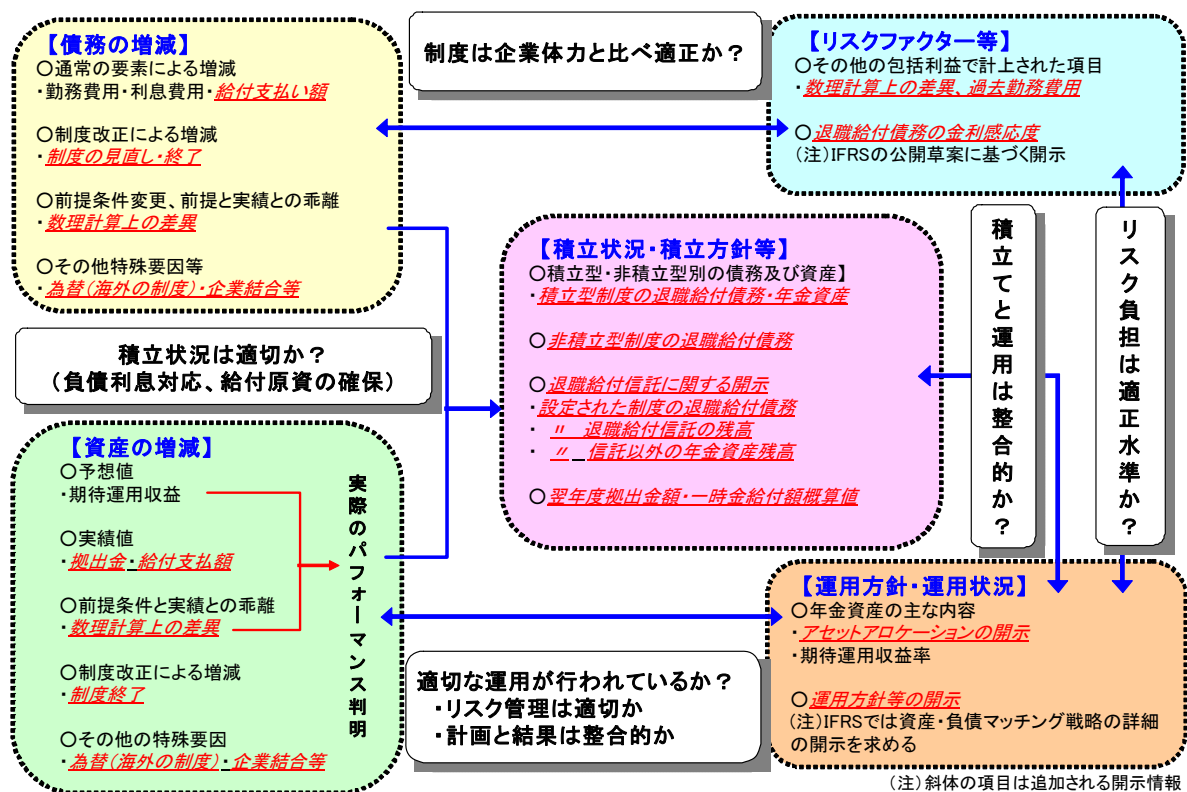 【債務の増減】
○通常の要素による増減
・勤務費用・利息費用・給付支払い額
○制度改正による増減
・制度の見直し・終了
○前提条件変更、前提と実績との乖離
・数理計算上の差異
○その他特殊要因等
・為替(海外の制度)・企業結合等
制度は企業体力と比べ適正か？
【リスクファクター等】
○その他の包括利益で計上された項目
・数理計算上の差異、過去勤務費用
○退職給付債務の金利感応度
(注)IFRSの公開草案に基づく開示
積立状況は適切か？
(負債利息対応、給付原資の確保)
【積立状況・積立方針等】
○積立型・非積立型別の債務及び資産】
・積立型制度の退職給付債務・年金資産
○非積立型制度の退職給付債務
○退職給付信託に関する開示
・設定された制度の退職給付債務
・　〃　退職給付信託の残高
・　〃　信託以外の年金資産残高
○翌年度拠出金額・一時金給付額概算値
積立てと運用は整合的か？
リスク負担は適正水準か？
【資産の増減】
○予想値
・期待運用収益
○実績値
・拠出金・給付支払額
○前提条件と実績との乖離
・数理計算上の差異
○制度改正による増減
・制度終了
○その他の特殊要因
・為替(海外の制度)・企業結合等
実際のパフォーマンス判明
適切な運用が行われているか？
・リスク管理は適切か
・計画と結果は整合的か
【運用方針・運用状況】
○年金資産の主な内容
・アセットアロケーションの開示
・期待運用収益率
○運用方針等の開示
(注)IFRSでは資産・負債マッチング戦略の詳細
の開示を求める
(注)斜体の項目は追加される開示情報